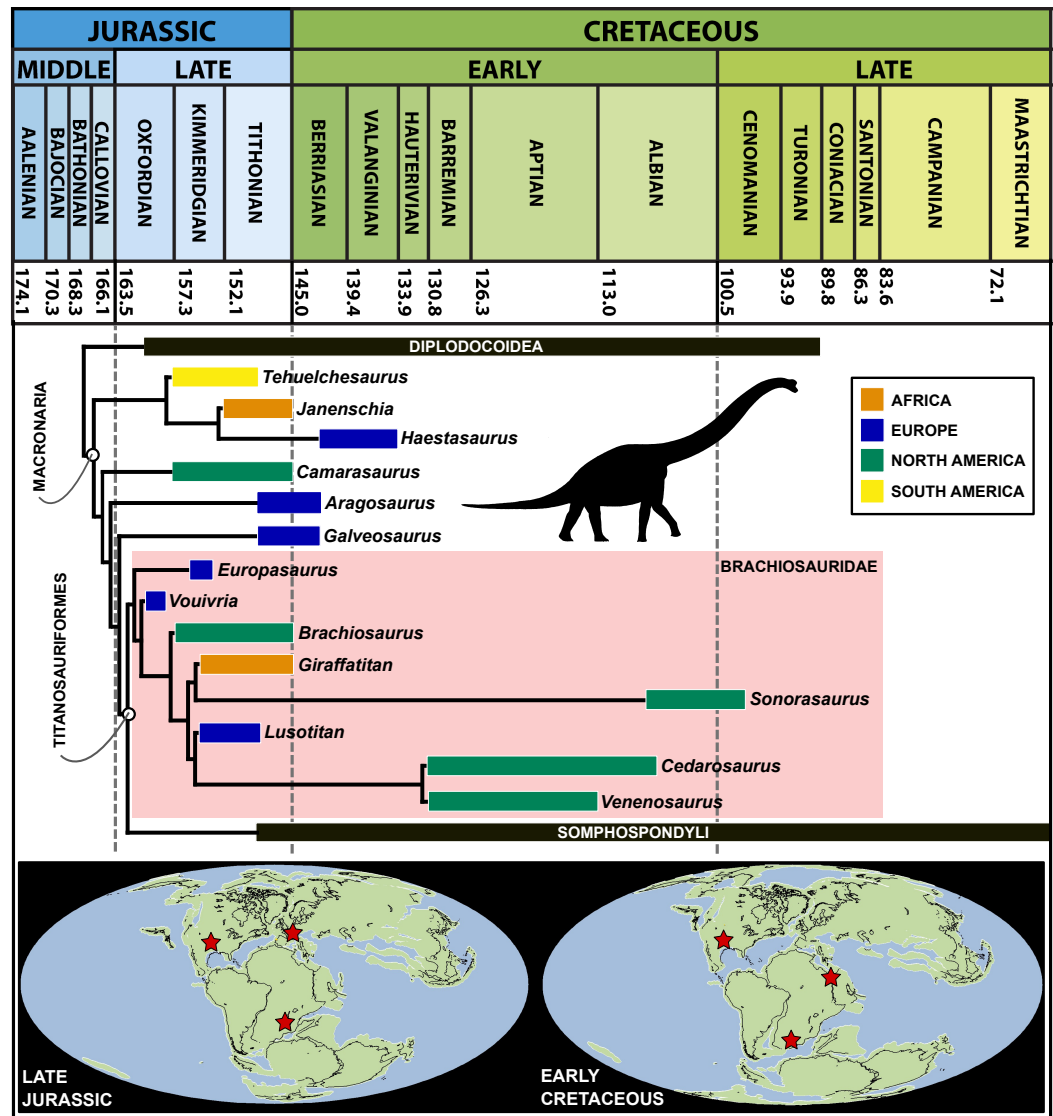 JURASSIC
CRETACEOUS
MIDDLE
LATE
EARLY
LATE
AALENIAN
BAJOCIAN
BATHONIAN
CALLOVIAN
OXFORDIAN
KIMMERIDGIAN
TITHONIAN
BERRIASIAN
VALANGINIAN
HAUTERIVIAN
BARREMIAN
APTIAN
ALBIAN
CENOMANIAN
TURONIAN
CONIACIAN
SANTONIAN
CAMPANIAN
MAASTRICHTIAN
174.1
170.3
168.3
166.1
163.5
157.3
152.1
145.0
139.4
133.9
130.8
126.3
113.0
100.5
93.9
89.8
86.3
83.6
72.1
DIPLODOCOIDEA
Tehuelchesaurus
Janenschia
Haestasaurus
Camarasaurus
Aragosaurus
Galveosaurus
MACRONARIA
AFRICA
EUROPE
NORTH AMERICA
SOUTH AMERICA
BRACHIOSAURIDAE
Europasaurus
Vouivria
Brachiosaurus
Giraffatitan
Sonorasaurus
Lusotitan
Cedarosaurus
Venenosaurus
TITANOSAURIFORMES
SOMPHOSPONDYLI
LATE
JURASSIC
EARLY
CRETACEOUS